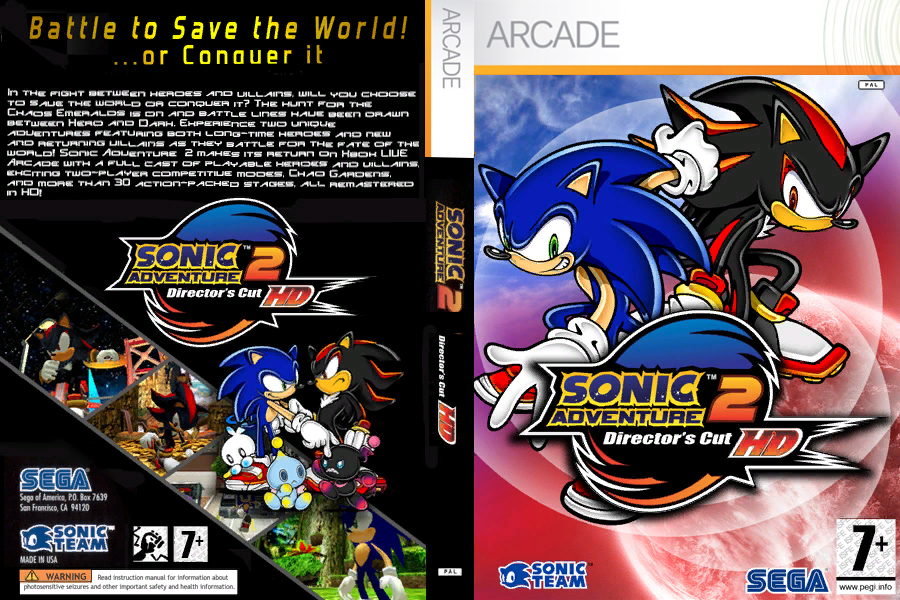 Battle to Save the World!
...or Conquer it
In the fight between heroes and villains, will you choose
to save the world or conquer it? The hunt for the
Chaos Emeralds is on and battle lines have been drawn
between Hero and Dark. Experience two unique
adventures featuring both long-time heroes and new
and returning villains as they battle for the fate of the
world! Sonic Adventure 2 makes its return on Xbox LIVE
Arcade with a full cast of playable heroes and villains,
exciting two-player competitive modes, Chao Gardens,
and more than 30 action-packed stages, all remastered
in HD!
SONIC™
ADVENTURE 2
Director's Cut HD
SEGA®
Sega of America, P.O. Box 7639
San Francisco, CA 94120
SONIC™
TEAM
MADE IN USA
7+
WARNING Read instruction manual for information about
photosensitive seizures and other important safety and health information.
ARCADE
SONIC
ADVENTURE 2
Director's Cut HD
PAL
ARCADE
PAL
SONIC™
ADVENTURE 2
Director's Cut HD
SONIC™
TEAM
SEGA®
7+
www.pegi.info